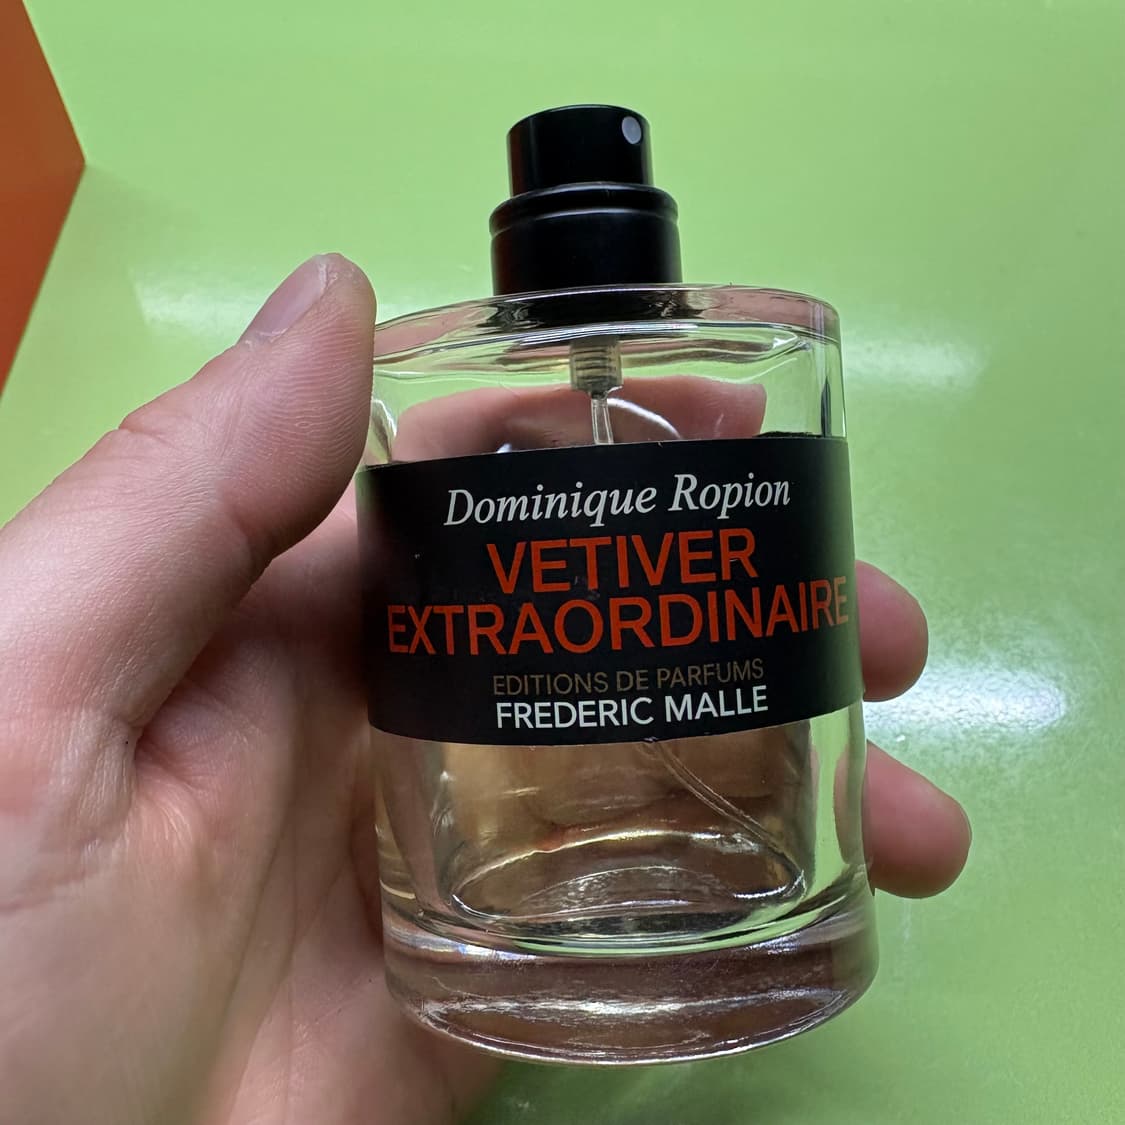 Dominique Ropion
VETIVER
EXTRAORDINAIRE
EDITIONS DE PARFUMS
FREDERIC MALLE